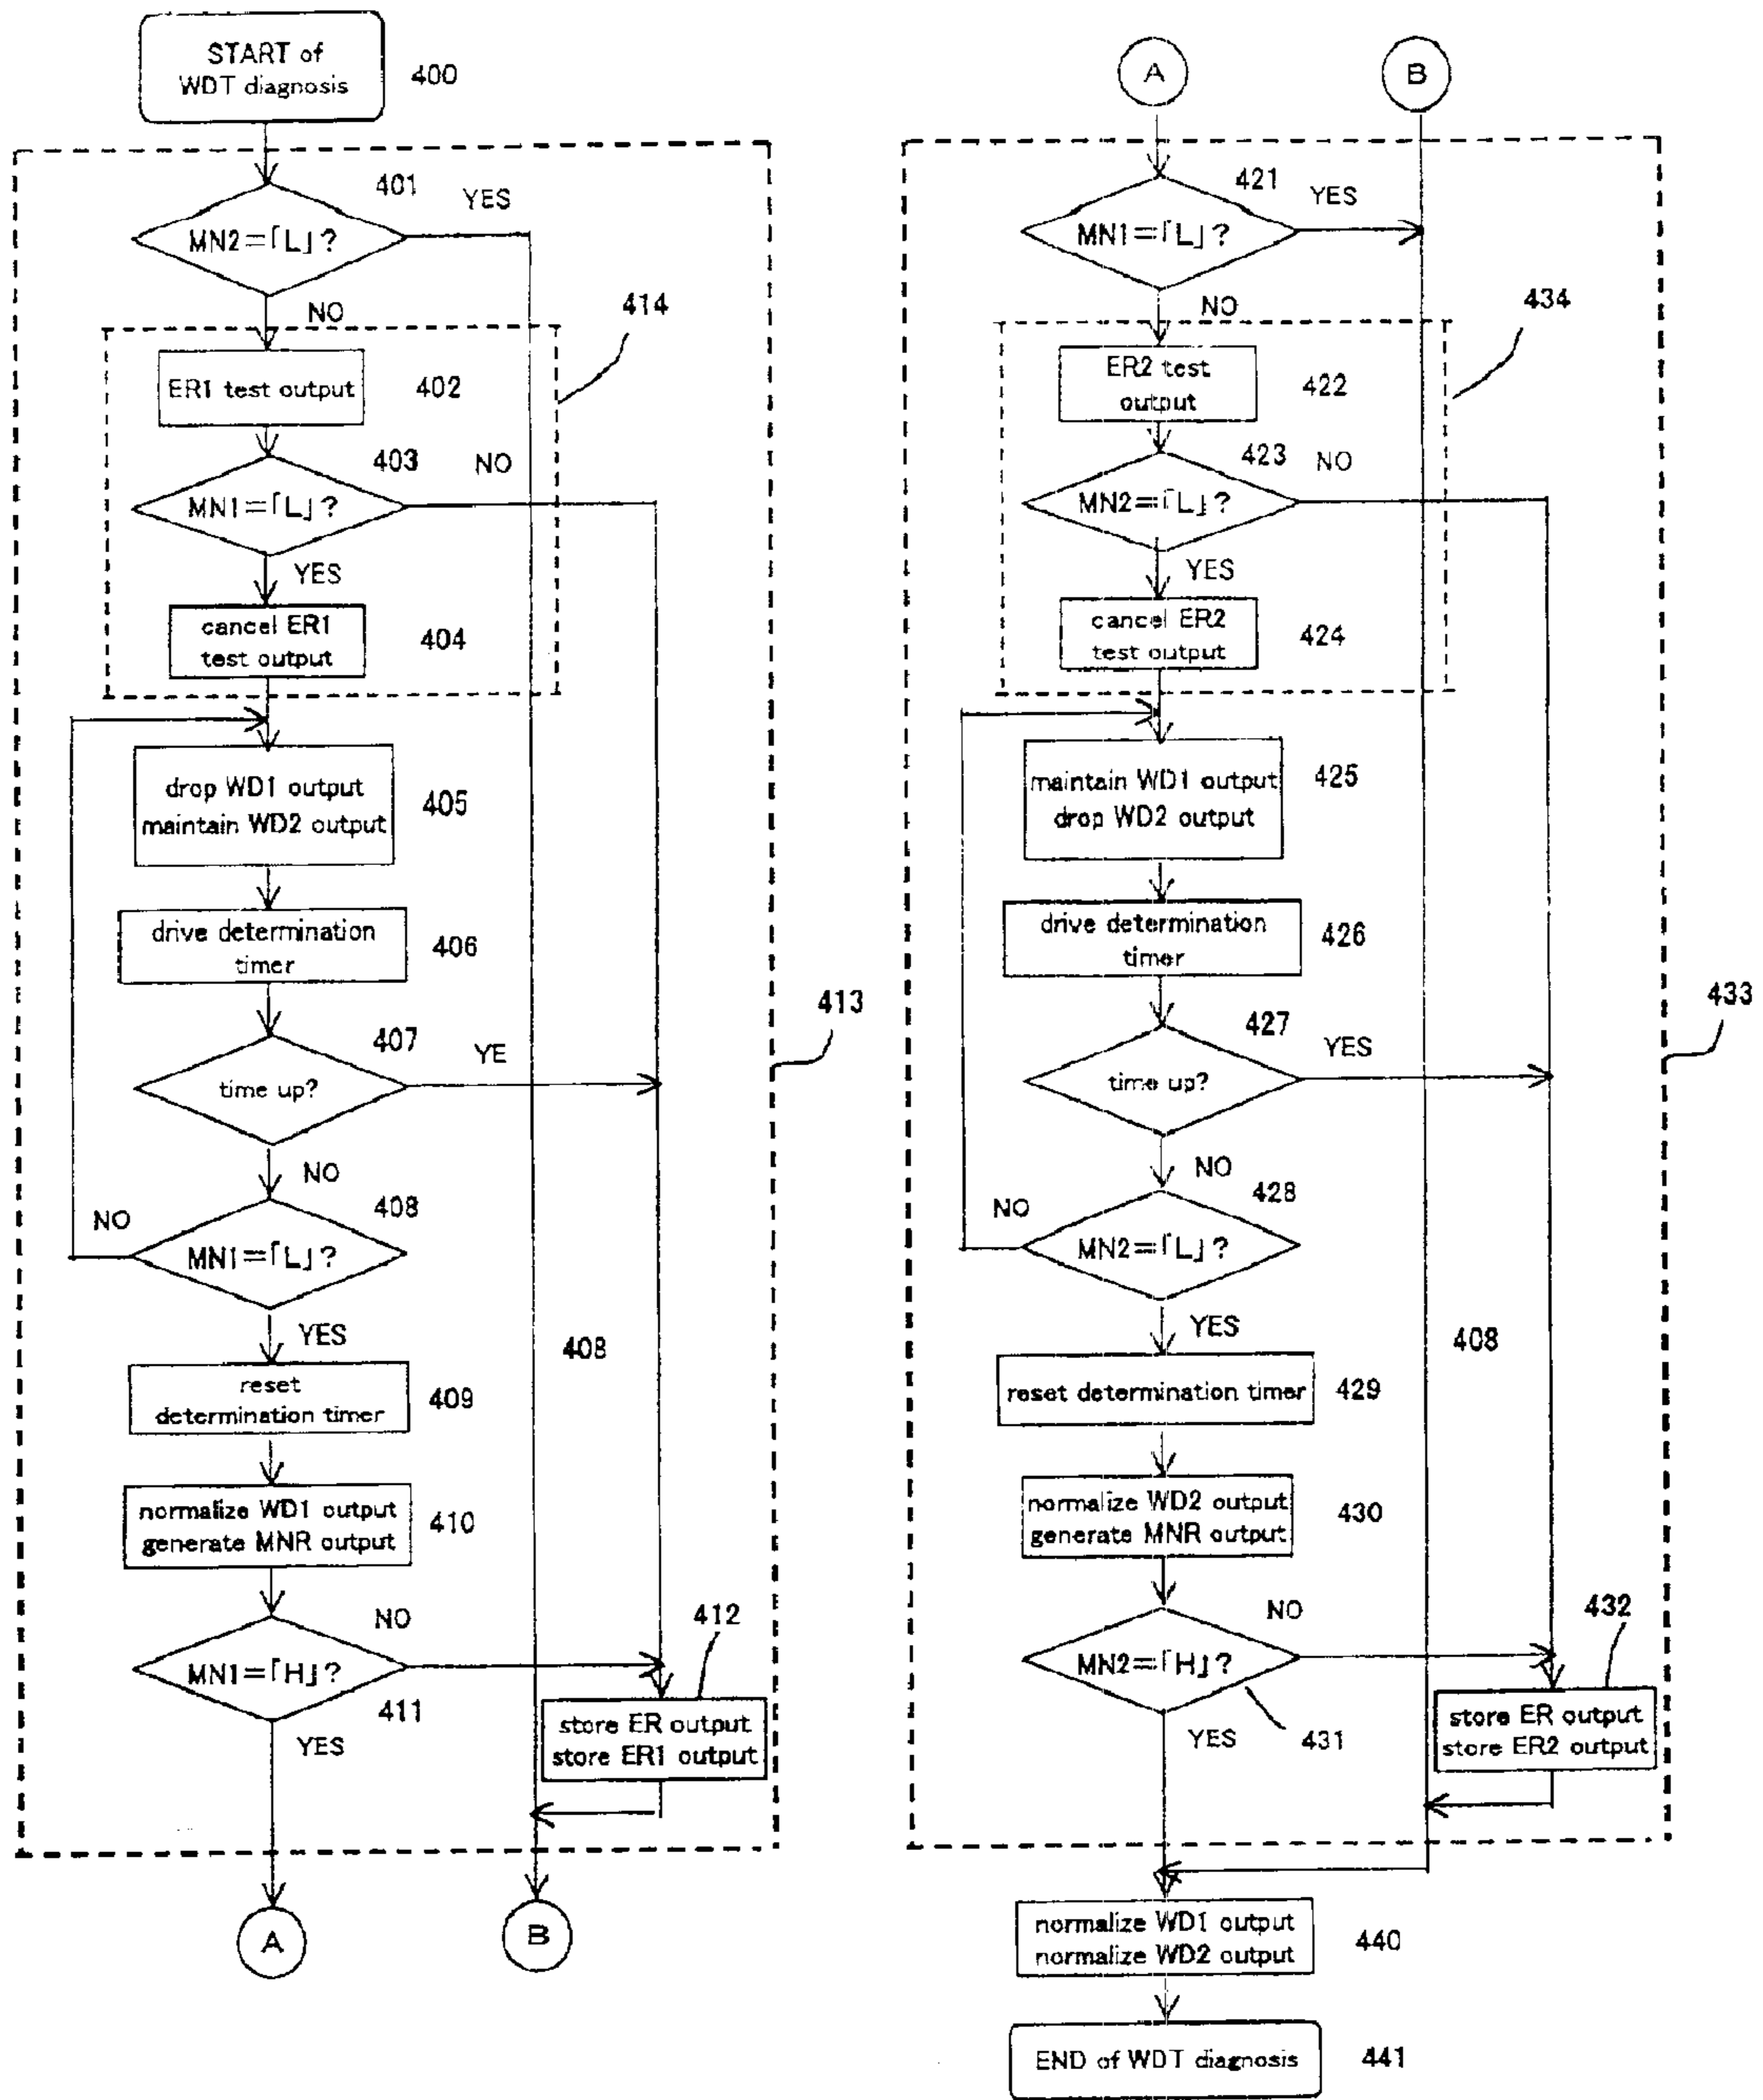 START of
WDT diagnosis
400
401
YES
MN2=「L」?
NO
414
ER1 test output
402
403
NO
MN1=「L」?
YES
cancel ER1
test output
404
drop WD1 output
maintain WD2 output
405
drive determination
timer
406
413
407
YE
time up?
NO
408
NO
MN1=「L」?
YES
408
reset
determination timer
409
normalize WD1 output
generate MNR output
410
NO
412
MN1=「H」?
411
YES
store ER output
store ER1 output
A
B
A
B
421
YES
MN1=「L」?
NO
434
ER2 test
output
422
423
NO
MN2=「L」?
YES
cancel ER2
test output
424
maintain WD1 output
drop WD2 output
425
drive determination
timer
426
433
427
YES
time up?
NO
428
NO
MN2=「L」?
YES
408
reset determination timer
429
normalize WD2 output
generate MNR output
430
NO
432
MN2=「H」?
YES
431
store ER output
store ER2 output
normalize WD1 output
normalize WD2 output
440
END of WDT diagnosis
441